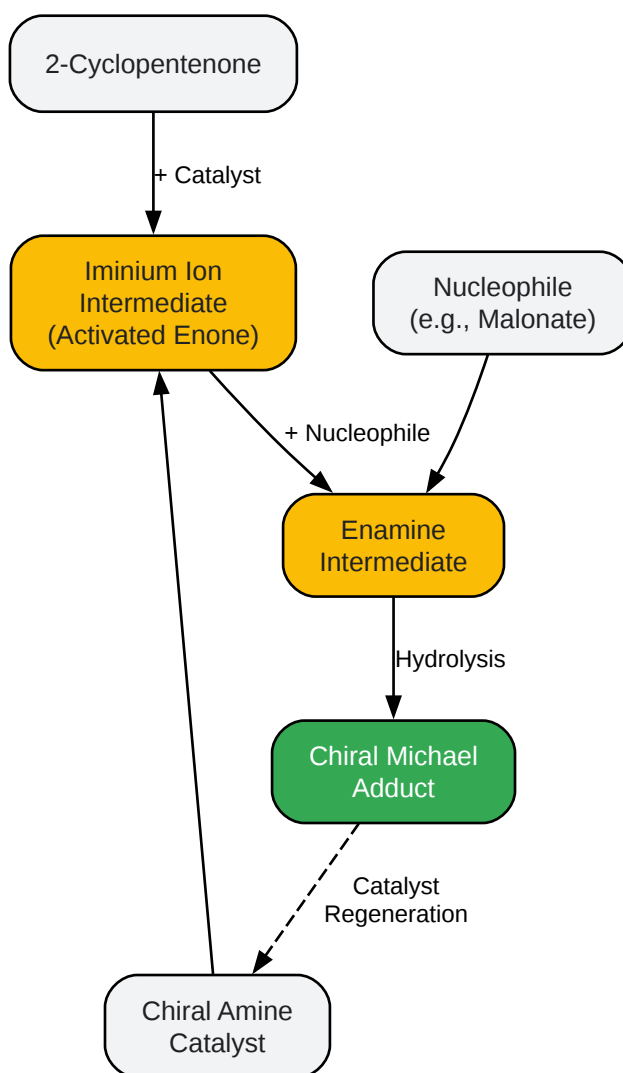 2-Cyclopentenone
+ Catalyst
Iminium Ion
Intermediate
(Activated Enone)
Nucleophile
(e.g., Malonate)
+ Nucleophile
Enamine
Intermediate
Hydrolysis
Chiral Michael
Adduct
Catalyst
Regeneration
Chiral Amine
Catalyst